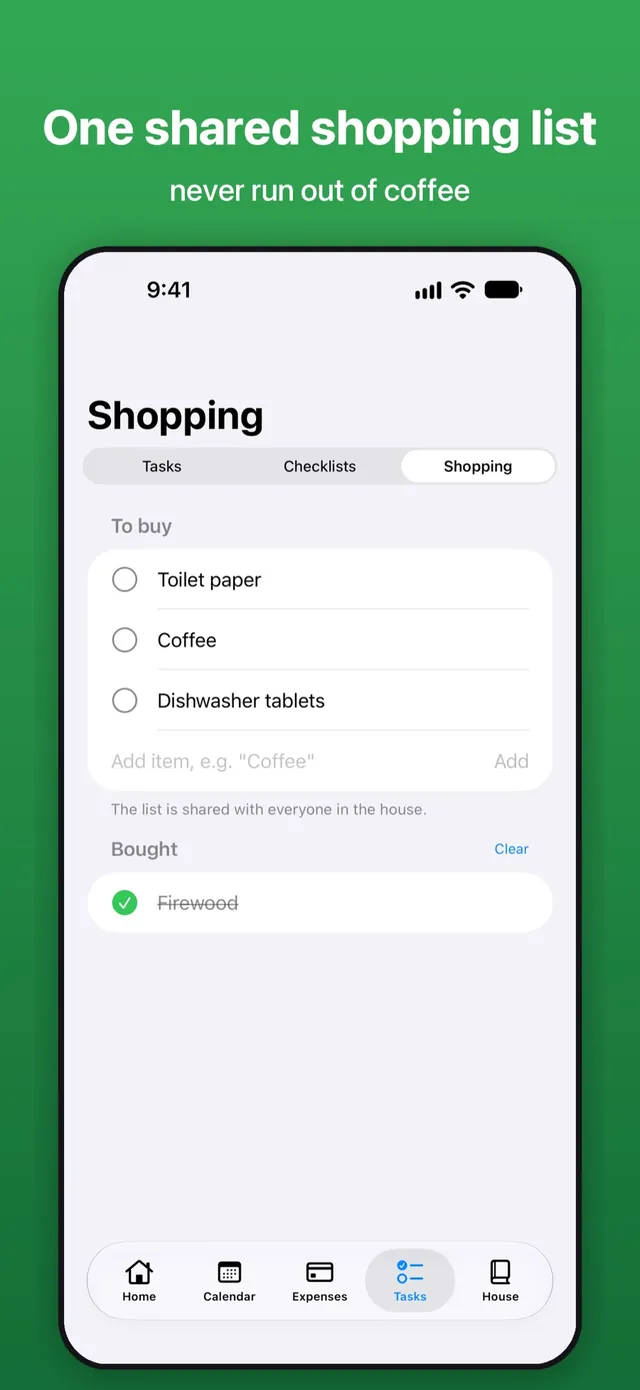 One shared shopping list
never run out of coffee
9:41
Shopping
Tasks Checklists Shopping
To buy
Toilet paper
Coffee
Dishwasher tablets
Add item, e.g. "Coffee" Add
The list is shared with everyone in the house.
Bought Clear
Firewood
Home Calendar Expenses Tasks House